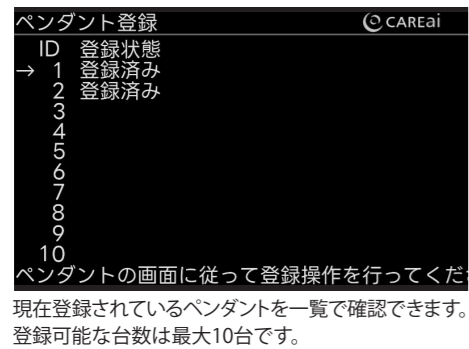 ペンダント登録 CAREai
ID 登録状態
→ 1 登録済み
2 登録済み
3
4
5
6
7
8
9
10
ペンダントの画面に従って登録操作を行ってくだ
現在登録されているペンダントを一覧で確認できます。
登録可能な台数は最大10台です。